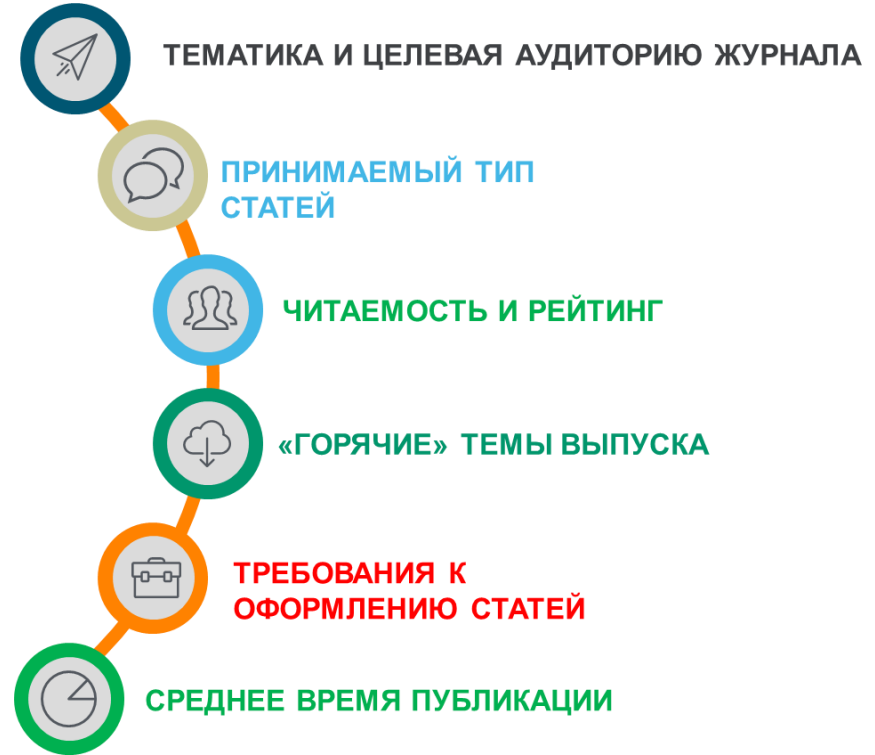 ТЕМАТИКА И ЦЕЛЕВАЯ АУДИТОРИЮ ЖУРНАЛА
ПРИНИМАЕМЫЙ ТИП
СТАТЕЙ
ЧИТАЕМОСТЬ И РЕЙТИНГ
«ГОРЯЧИЕ» ТЕМЫ ВЫПУСКА
ТРЕБОВАНИЯ К
ОФОРМЛЕНИЮ СТАТЕЙ
СРЕДНЕЕ ВРЕМЯ ПУБЛИКАЦИИ